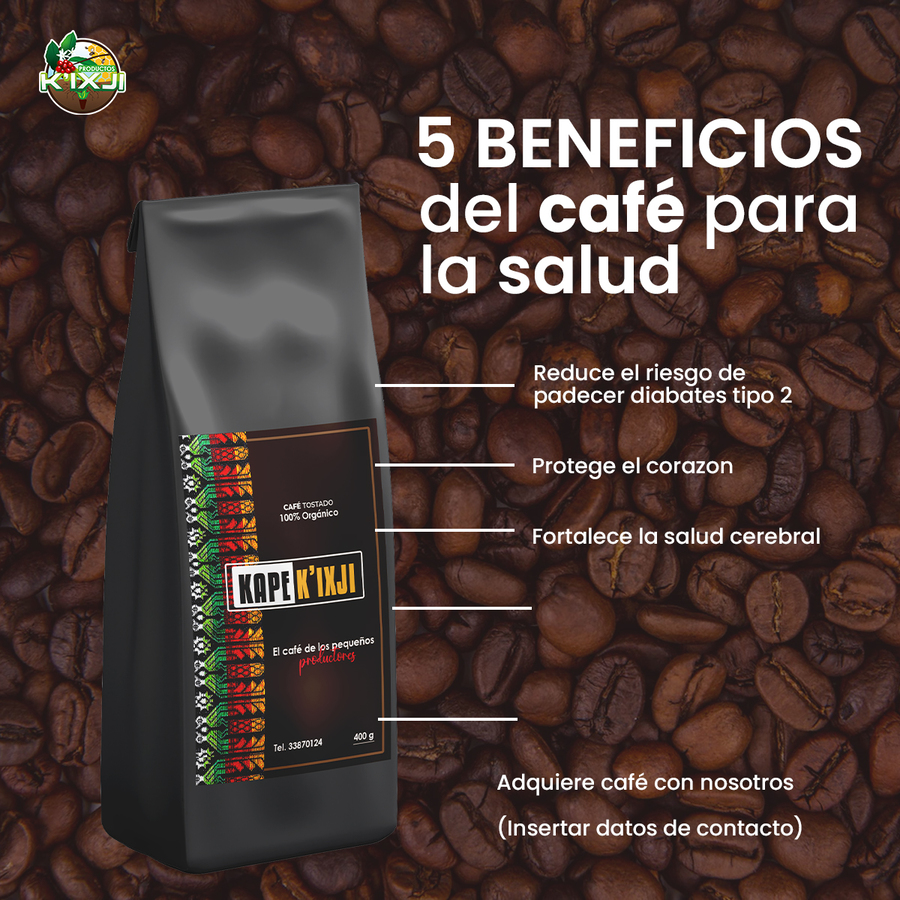 PRODUCTOS
K'IXJI
5 BENEFICIOS
del café para
la salud
Reduce el riesgo de
padecer diabates tipo 2
Protege el corazon
Fortalece la salud cerebral
CAFÉ TOSTADO
100% Orgánico
KAPE K'IXJI
El café de los pequeños
productores
Tel. 33870124
400 g
Adquiere café con nosotros
(Insertar datos de contacto)